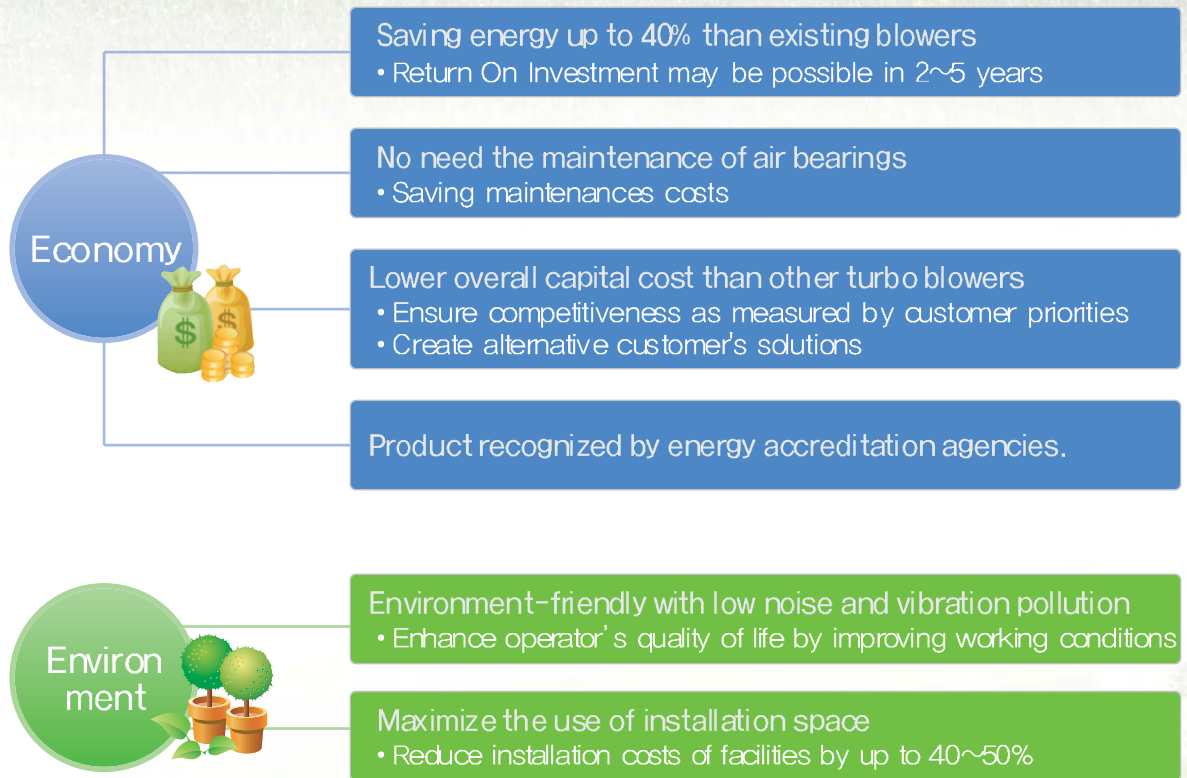 Saving energy up to 40% than existing blowers
• Return On Investment may be possible in 2~5 years
No need the maintenance of air bearings
• Saving maintenances costs
Economy
Lower overall capital cost than other turbo blowers
• Ensure competitiveness as measured by customer priorities
• Create alternative customer's solutions
$
$
Product recognized by energy accreditation agencies.
Environment-friendly with low noise and vibration pollution
• Enhance operator's quality of life by improving working conditions
Environ
ment
Maximize the use of installation space
• Reduce installation costs of facilities by up to 40~50%